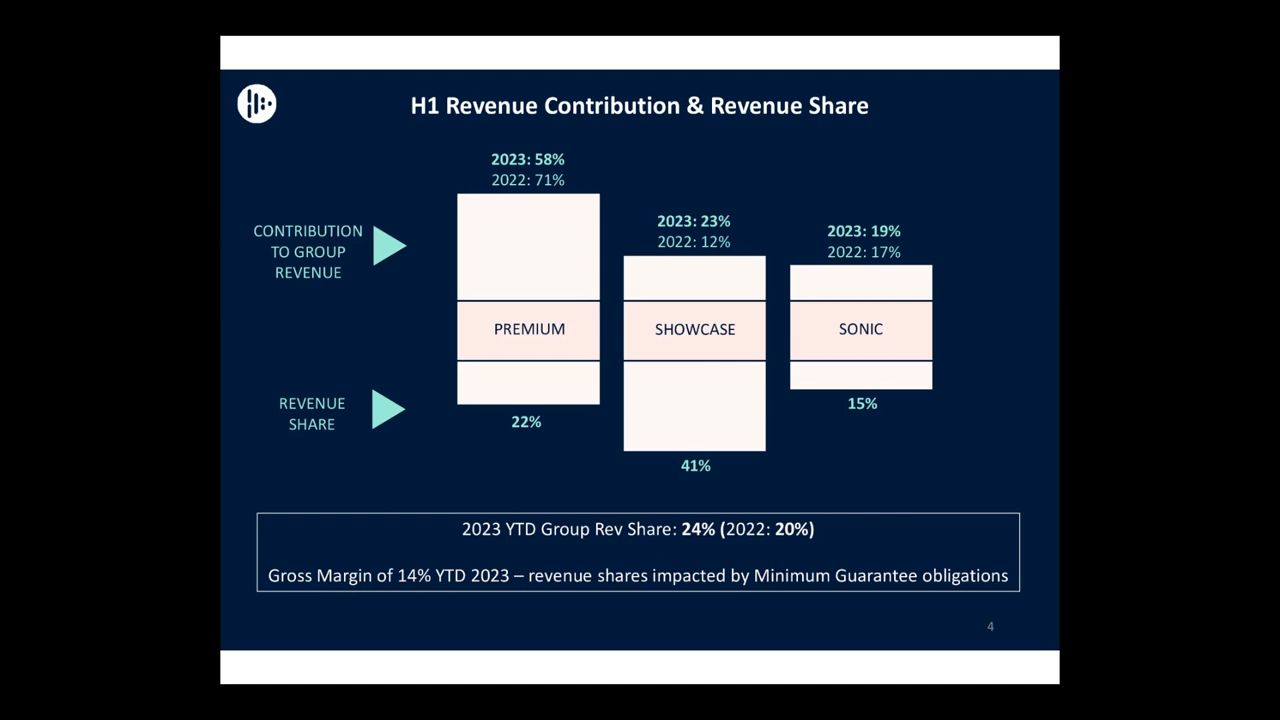 H1 Revenue Contribution & Revenue Share
2023: 58%
2022: 71%
2023: 23%
2022: 12%
2023: 19%
2022: 17%
CONTRIBUTION
TO GROUP
REVENUE
PREMIUM
SHOWCASE
SONIC
REVENUE
SHARE
22%
41%
15%
2023 YTD Group Rev Share: 24% (2022: 20%)
Gross Margin of 14% YTD 2023 – revenue shares impacted by Minimum Guarantee obligations
4